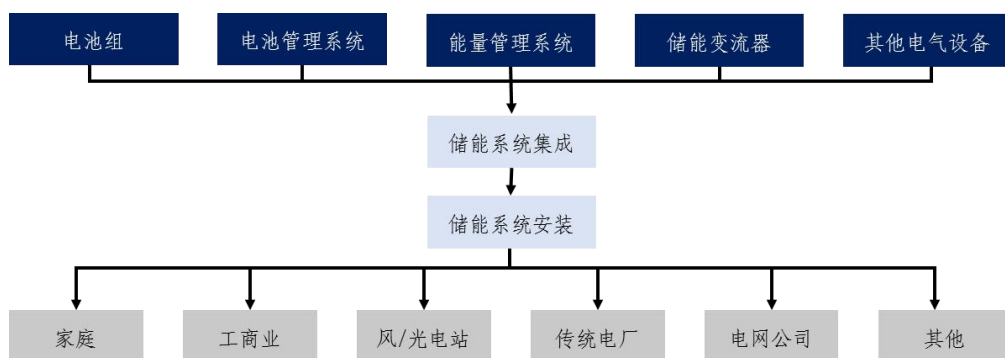 电池组
电池管理系统
能量管理系统
储能变流器
其他电气设备
储能系统集成
储能系统安装
家庭
工商业
风/光电站
传统电厂
电网公司
其他